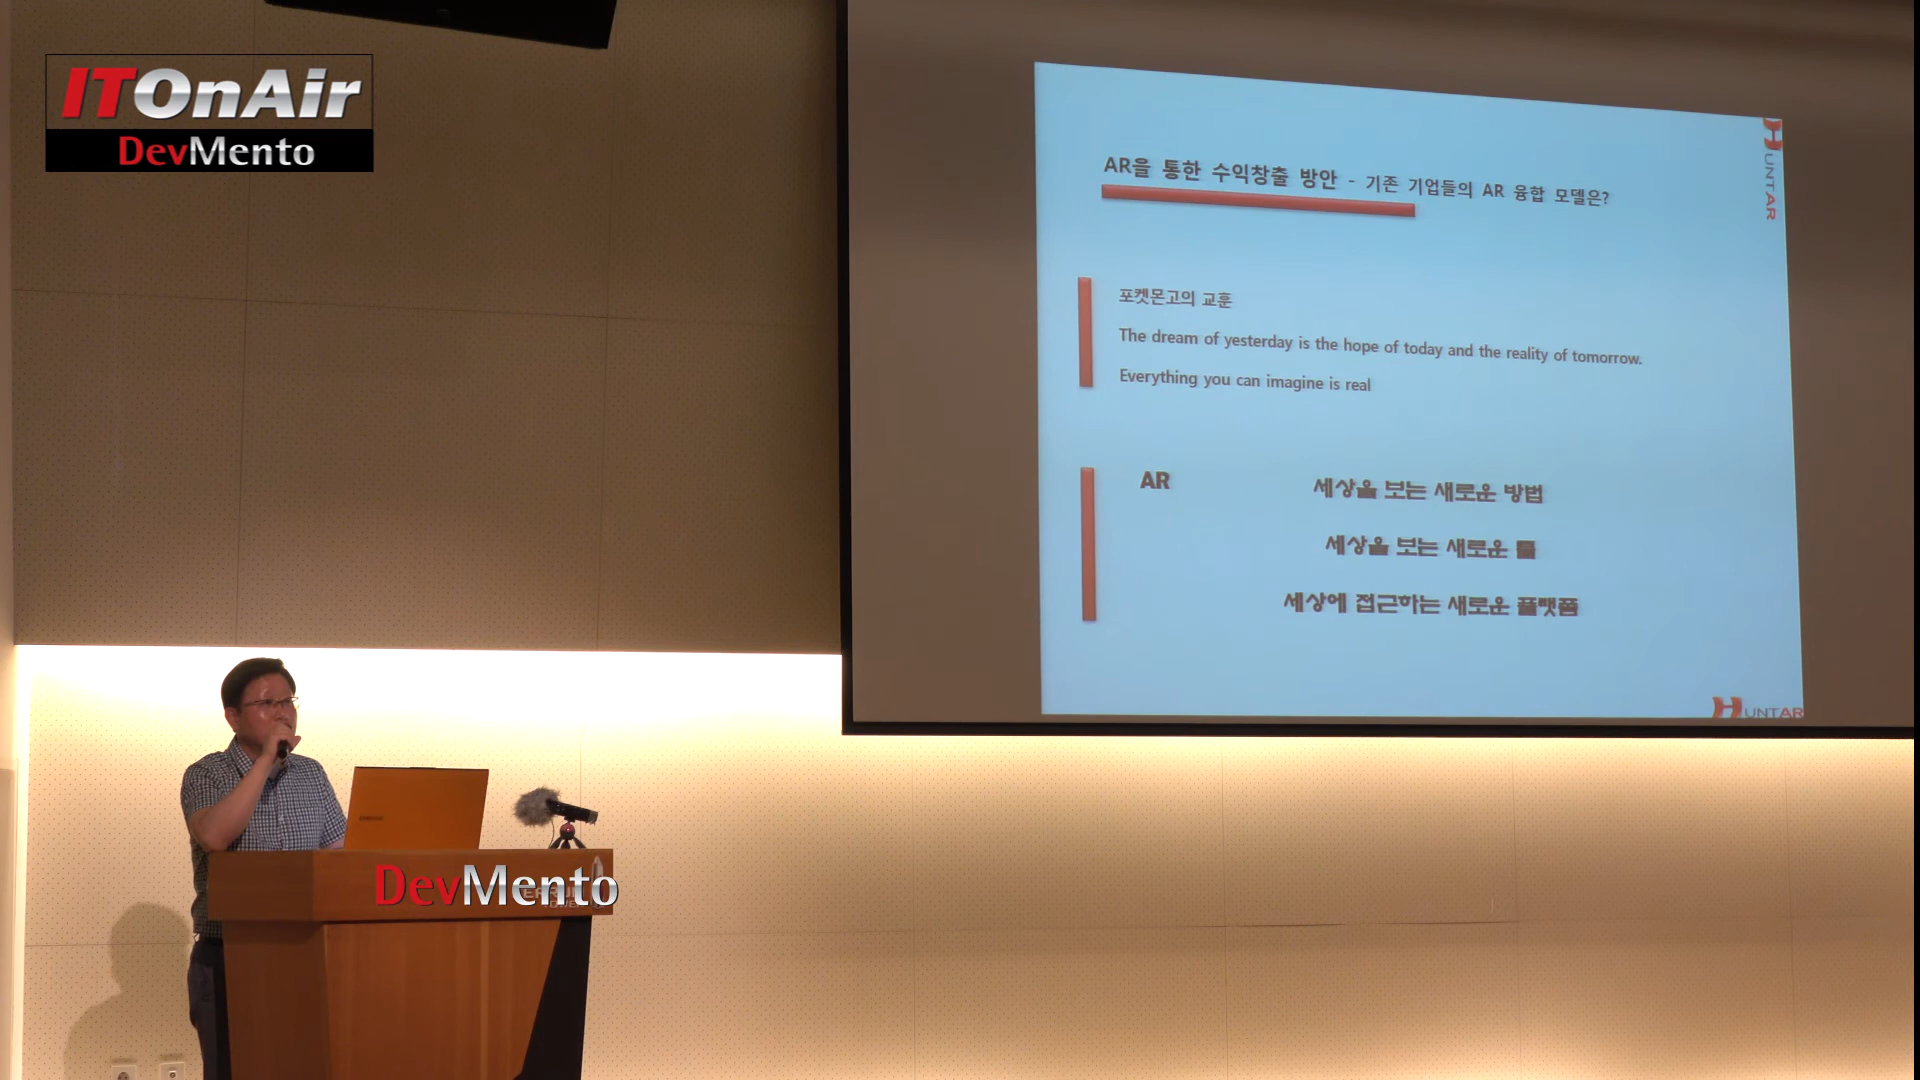 ITOnAir
DevMento
HUNTAR
AR을 통한 수익창출 방안 - 기존 기업들의 AR 융합 모델은?
포켓몬고의 교훈
The dream of yesterday is the hope of today and the reality of tomorrow.
Everything you can imagine is real
AR
세상을 보는 새로운 방법
세상을 보는 새로운 틀
세상에 접근하는 새로운 플랫폼
HUNTAR
DevMento